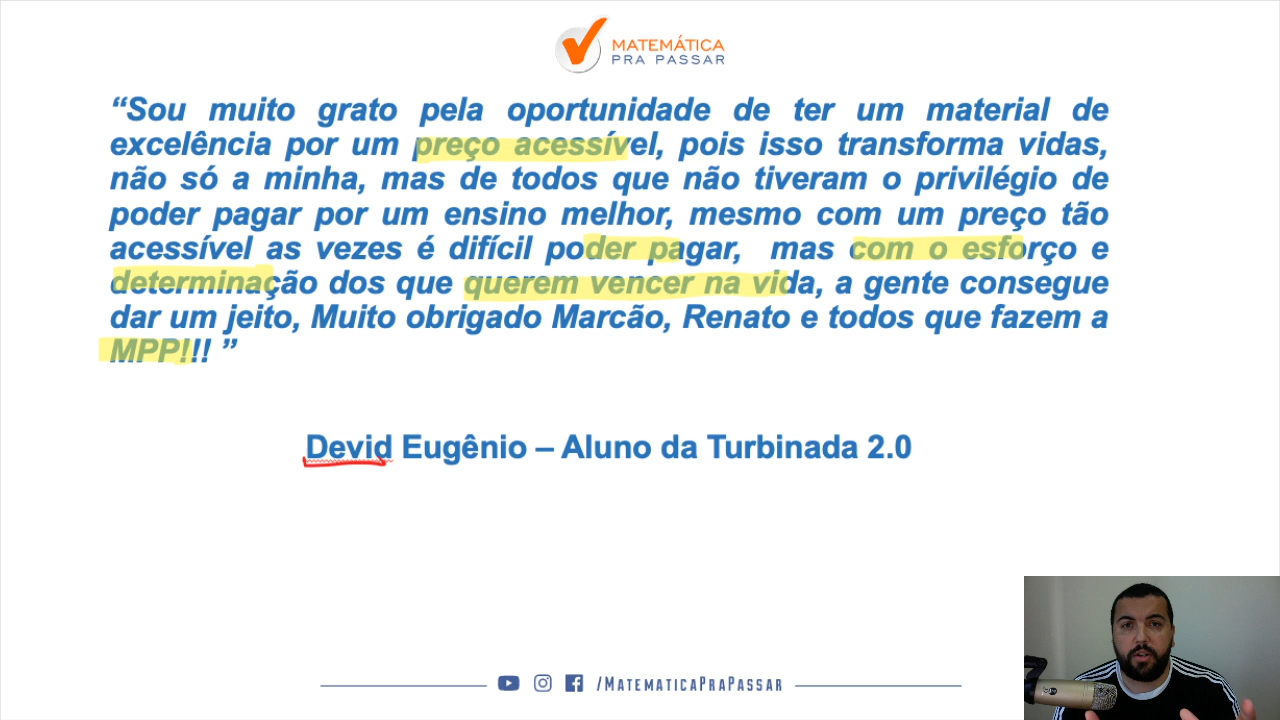 MATEMÁTICA
PRA PASSAR
“Sou muito grato pela oportunidade de ter um material de
excelência por um preço acessível, pois isso transforma vidas,
não só a minha, mas de todos que não tiveram o privilégio de
poder pagar por um ensino melhor, mesmo com um preço tão
acessível as vezes é difícil poder pagar, mas com o esforço e
determinação dos que querem vencer na vida, a gente consegue
dar um jeito, Muito obrigado Marcão, Renato e todos que fazem a
MPP!!! ”
Devid Eugênio – Aluno da Turbinada 2.0
/MATEMATICAPRAPASSAR